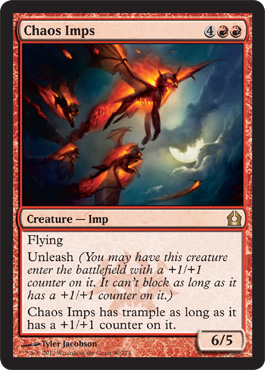 Chaos Imps 4
Creature — Imp
Flying
Unleash (You may have this creature
enter the battlefield with a +1/+1
counter on it. It can't block as long as it
has a +1/+1 counter on it.)
Chaos Imps has trample as long as it
has a +1/+1 counter on it.
Tyler Jacobson
6/5